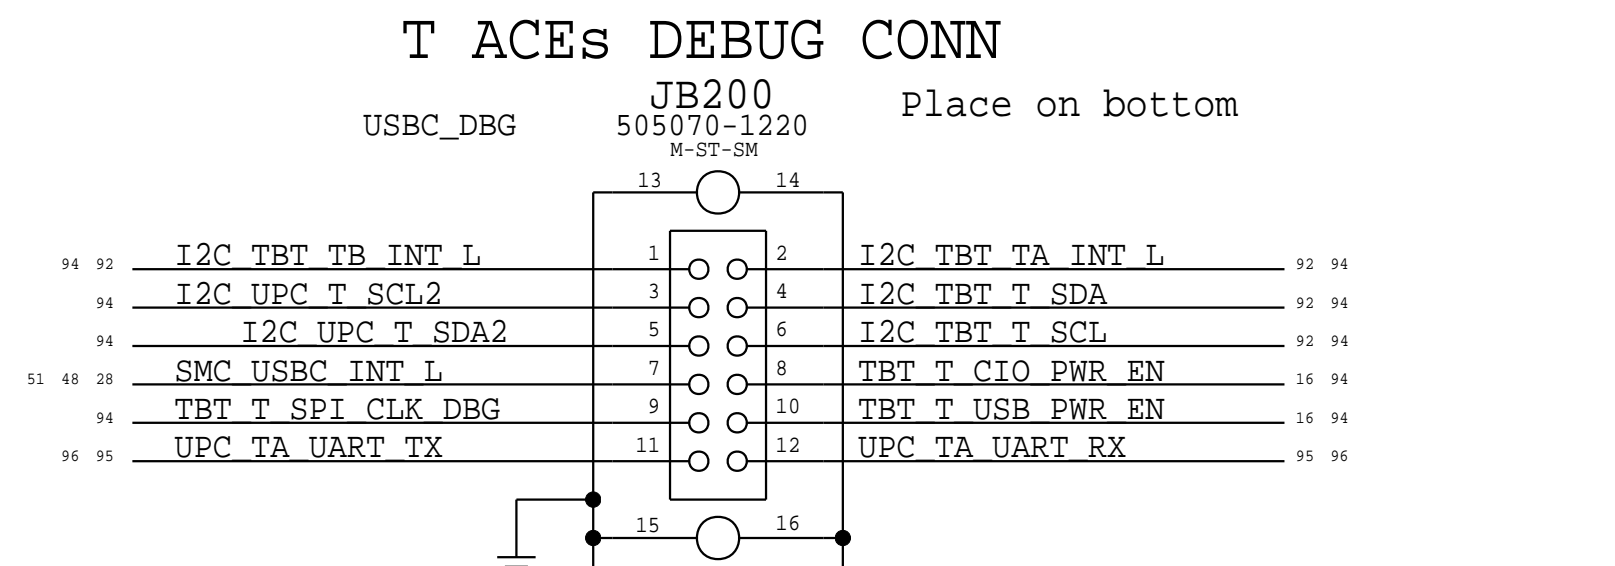 T ACEs DEBUG CONN
JB200
Place on bottom
USBC_DBG 505070-1220
M-ST-SM
13 14
94 92 I2C_TBT_TB_INT_L 1 2 I2C_TBT_TA_INT_L 92 94
94 I2C_UPC_T_SCL2 3 4 I2C_TBT_T_SDA 92 94
94 I2C_UPC_T_SDA2 5 6 I2C_TBT_T_SCL 92 94
51 48 28 SMC_USBC_INT_L 7 8 TBT_T_CIO_PWR_EN 16 94
94 TBT_T_SPI_CLK_DBG 9 10 TBT_T_USB_PWR_EN 16 94
96 95 UPC_TA_UART_TX 11 12 UPC_TA_UART_RX 95 96
15 16